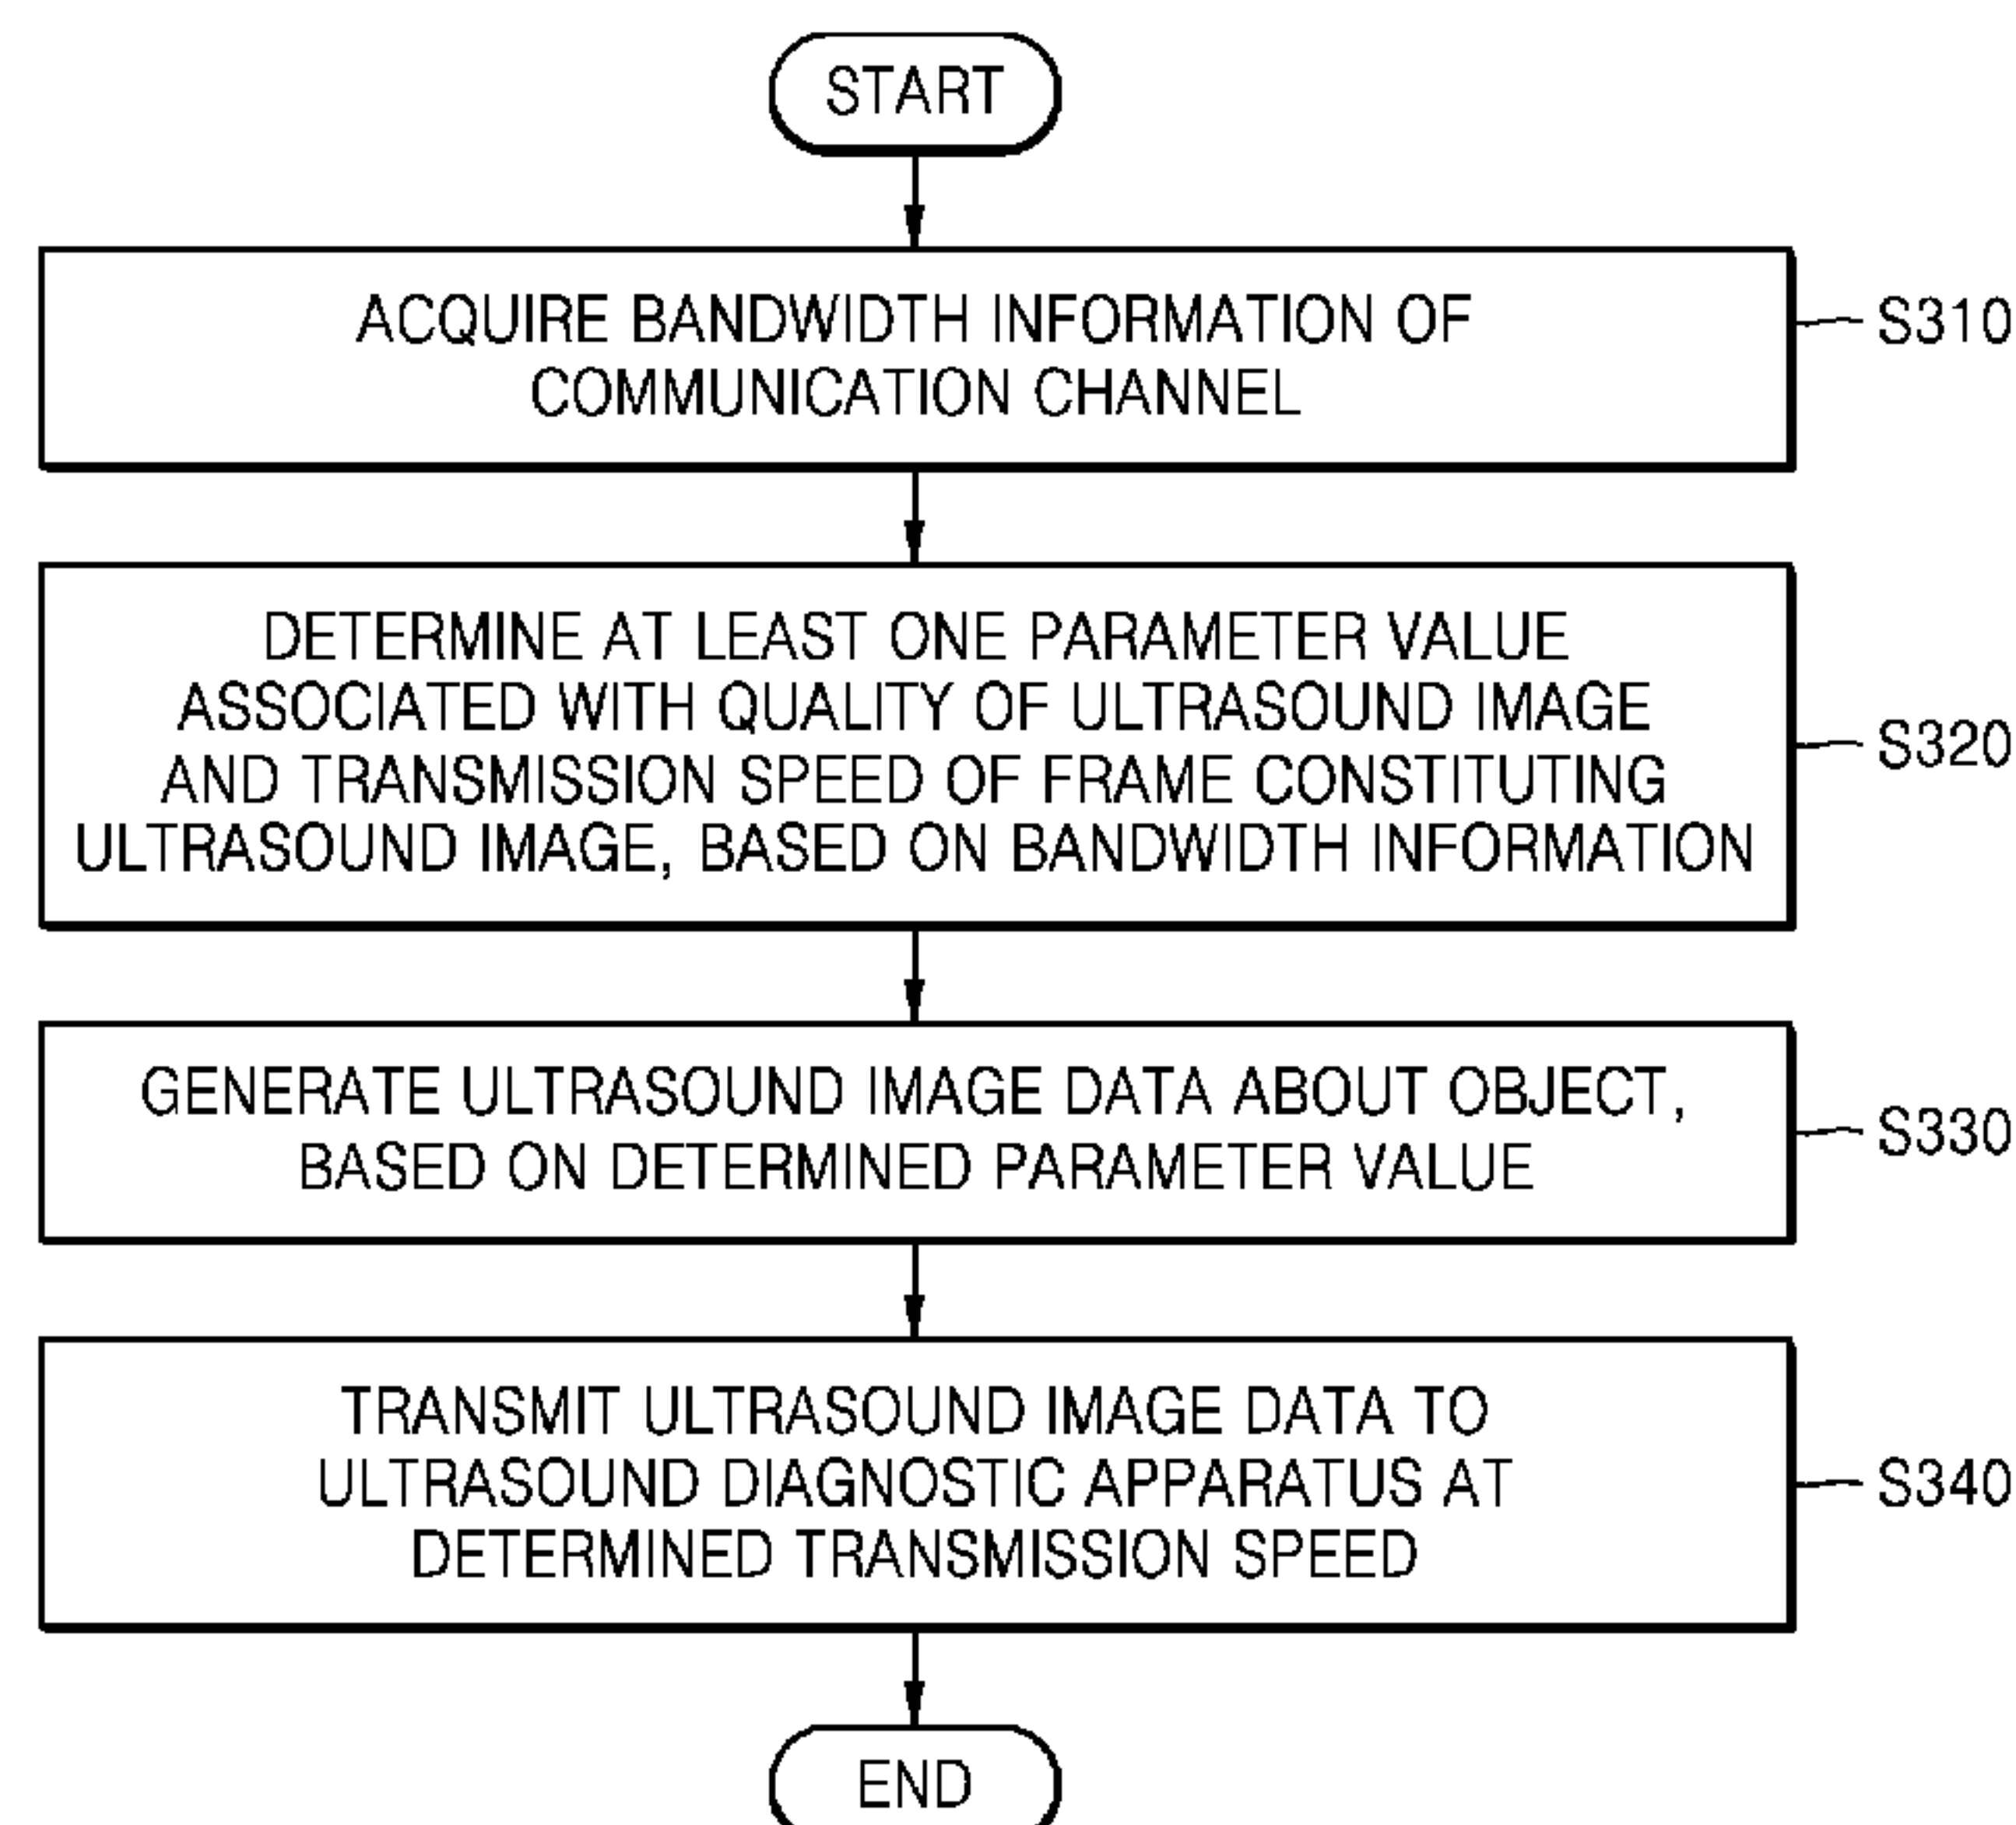 START
ACQUIRE BANDWIDTH INFORMATION OF
COMMUNICATION CHANNEL
S310
DETERMINE AT LEAST ONE PARAMETER VALUE
ASSOCIATED WITH QUALITY OF ULTRASOUND IMAGE
AND TRANSMISSION SPEED OF FRAME CONSTITUTING
ULTRASOUND IMAGE, BASED ON BANDWIDTH INFORMATION
S320
GENERATE ULTRASOUND IMAGE DATA ABOUT OBJECT,
BASED ON DETERMINED PARAMETER VALUE
S330
TRANSMIT ULTRASOUND IMAGE DATA TO
ULTRASOUND DIAGNOSTIC APPARATUS AT
DETERMINED TRANSMISSION SPEED
S340
END